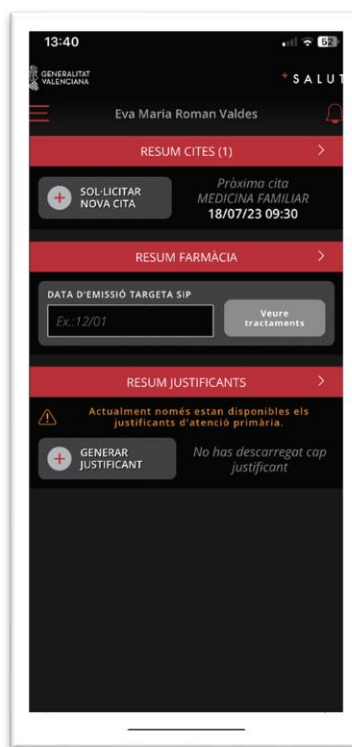 13:40
52
GENERALITAT
VALENCIANA
+SALUT
Eva Maria Roman Valdes
RESUM CITES (1)
SOL·LICITAR
NOVA CITA
Pròxima cita
MEDICINA FAMILIAR
18/07/23 09:30
RESUM FARMÀCIA
DATA D'EMISSIÓ TARGETA SIP
Ex.:12/01
Veure
tractaments
RESUM JUSTIFICANTS
Actualment només estan disponibles els
justificants d'atenció primària.
GENERAR
JUSTIFICANT
No has descarregat cap
justificant